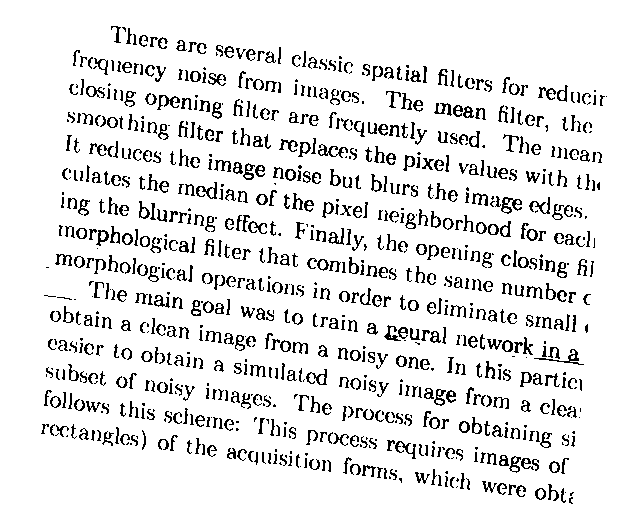 There are several classic spatial filters for reducin
frequency noise from images. The mean filter, the
closing opening filter are frequently used. The mean
smoothing filter that replaces the pixel values with the
It reduces the image noise but blurs the image edges.
culates the median of the pixel neighborhood for each
ing the blurring effect. Finally, the opening closing fil
morphological filter that combines the same number o
morphological operations in order to eliminate small
The main goal was to train a neural network in a
obtain a clean image from a noisy one. In this particu
easier to obtain a simulated noisy image from a clea
subset of noisy images. The process for obtaining si
follows this scheme: This process requires images of
rectangles) of the acquisition forms, which were obta